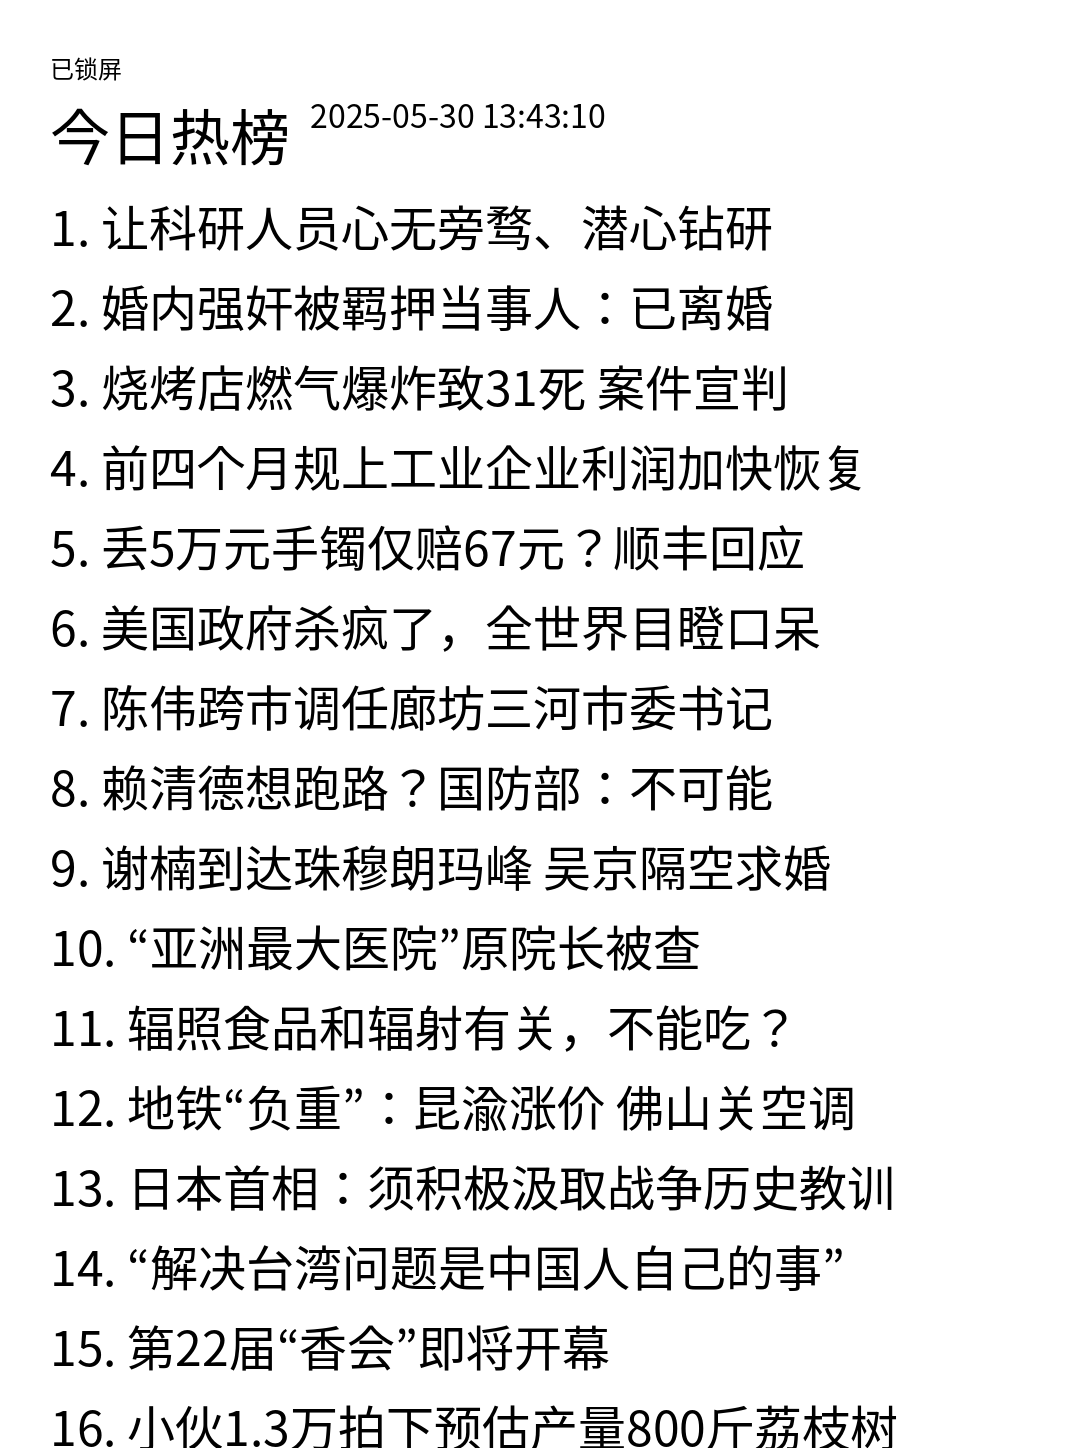 已锁屏
今日热榜 2025-05-30 13:43:10
1. 让科研人员心无旁骛、潜心钻研
2. 婚内强奸被羁押当事人：已离婚
3. 烧烤店燃气爆炸致31死 案件宣判
4. 前四个月规上工业企业利润加快恢复
5. 丢5万元手镯仅赔67元？顺丰回应
6. 美国政府杀疯了，全世界目瞪口呆
7. 陈伟跨市调任廊坊三河市委书记
8. 赖清德想跑路？国防部：不可能
9. 谢楠到达珠穆朗玛峰 吴京隔空求婚
10. “亚洲最大医院”原院长被查
11. 辐照食品和辐射有关，不能吃？
12. 地铁“负重”：昆渝涨价 佛山关空调
13. 日本首相：须积极汲取战争历史教训
14. “解决台湾问题是中国人自己的事”
15. 第22届“香会”即将开幕
16. 小伙1.3万拍下预估产量800斤荔枝树